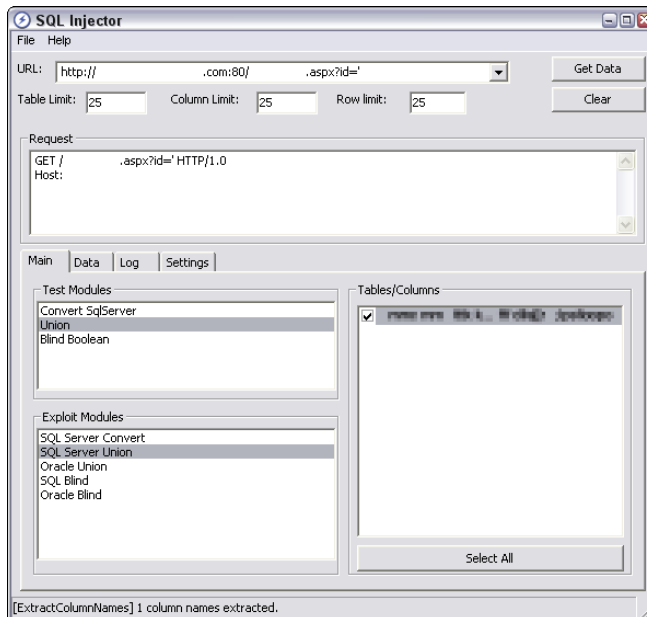 SQL Injector
File Help
URL: http:// .com:80/ .aspx?id=' Get Data
Table Limit: 25 Column Limit: 25 Row limit: 25 Clear
Request
GET / .aspx?id=' HTTP/1.0
Host:
Main Data Log Settings
Test Modules
Convert SqlServer
Union
Blind Boolean
Exploit Modules
SQL Server Convert
SQL Server Union
Oracle Union
SQL Blind
Oracle Blind
Tables/Columns
Select All
[ExtractColumnNames] 1 column names extracted.